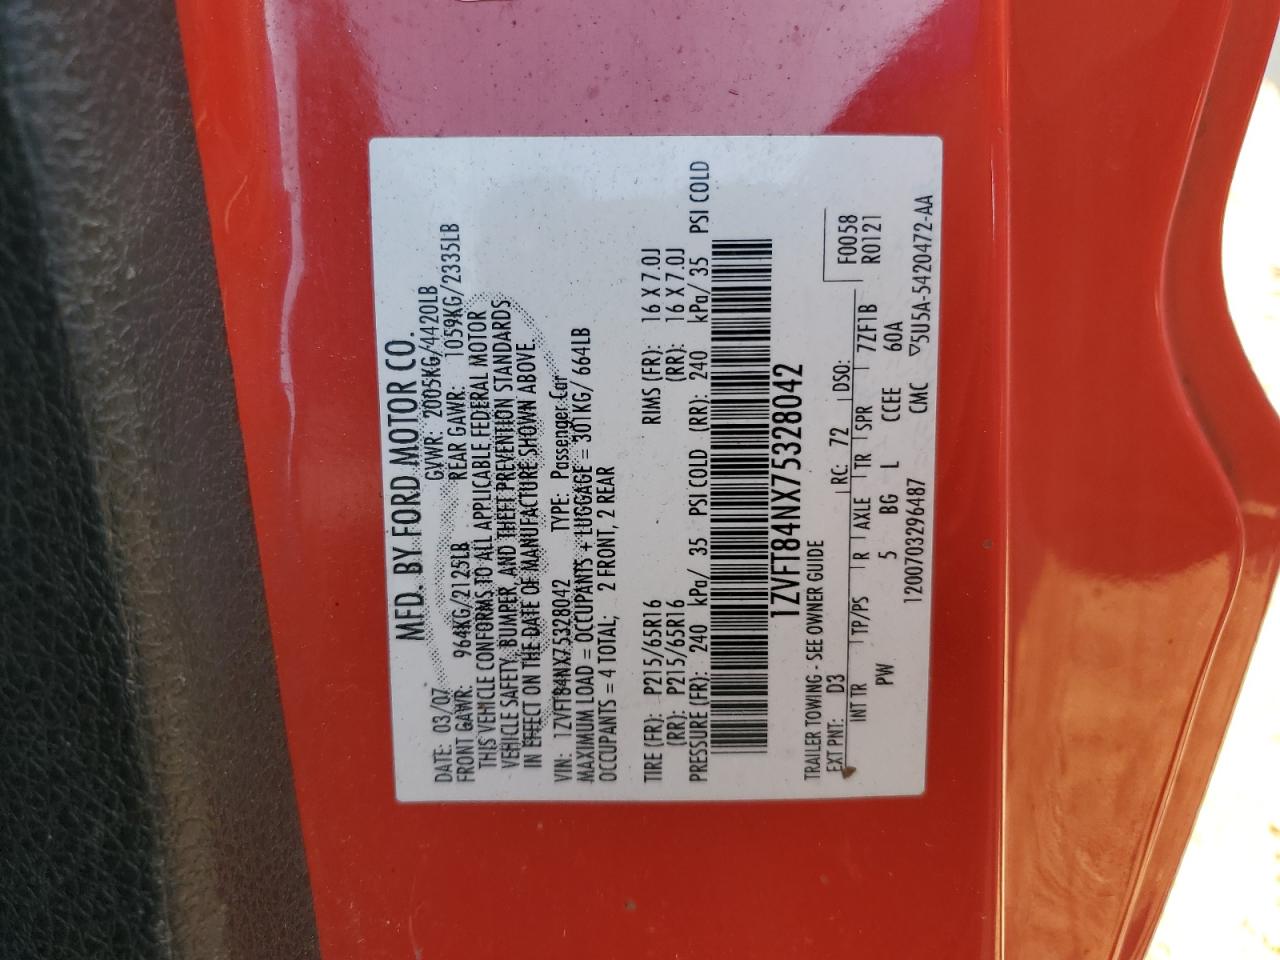 MFD. BY FORD MOTOR CO.
DATE: 03/07 GVWR: 2005KG/4420LB
FRONT GAWR: 964KG/2125LB REAR GAWR: 1059KG/2335LB
THIS VEHICLE CONFORMS TO ALL APPLICABLE FEDERAL MOTOR
VEHICLE SAFETY, BUMPER, AND THEFT PREVENTION STANDARDS
IN EFFECT ON THE DATE OF MANUFACTURE SHOWN ABOVE.
VIN: 1ZVFT84NX75328042 TYPE: Passenger Car
MAXIMUM LOAD = OCCUPANTS + LUGGAGE = 301KG/ 664LB
OCCUPANTS = 4 TOTAL; 2 FRONT, 2 REAR
TIRE (FR): P215/65R16 RIMS (FR): 16 X 7.0J
(RR): P215/65R16 (RR): 16 X 7.0J
PRESSURE (FR): 240 kPa/ 35 PSI COLD (RR): 240 kPa/ 35 PSI COLD
1ZVFT84NX75328042
TRAILER TOWING - SEE OWNER GUIDE F0058
EXT PNT: D3 RC: 72 DSO: R0121
INT TR TP/PS R AXLE TR SPR 7ZF1B
PW 5 BG L CCEE 60A
1200703296487 CMC ▽5U5A-5420472-AA